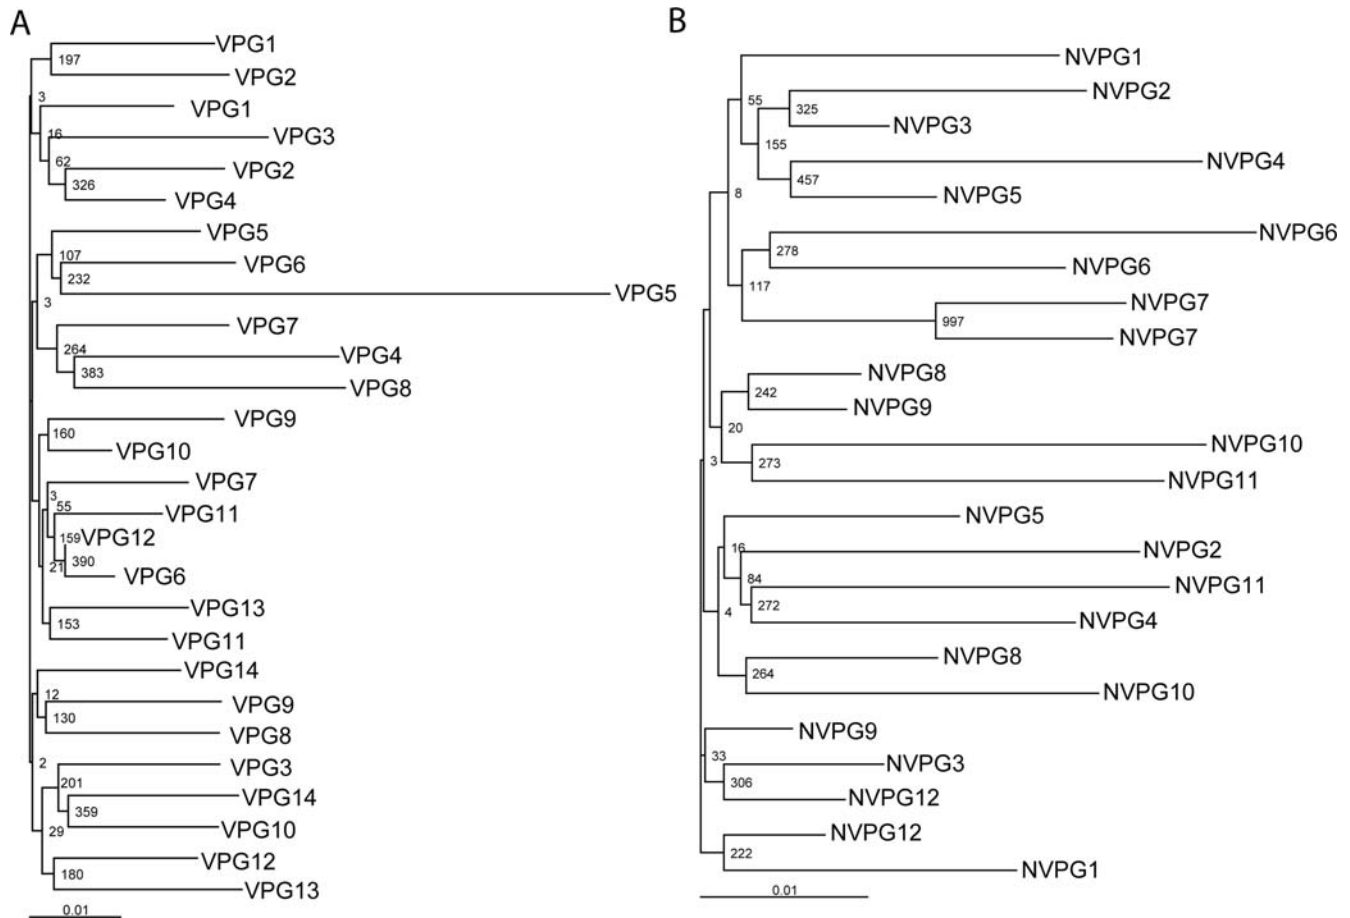 A
VPG1
197
VPG2
3
VPG1
16
VPG3
62
VPG2
326
VPG4
VPG5
107
VPG6
232
VPG5
3
VPG7
264
VPG4
383
VPG8
VPG9
160
VPG10
VPG7
3
55
VPG11
159
VPG12
390
21
VPG6
VPG13
153
VPG11
VPG14
12
VPG9
130
VPG8
2
VPG3
201
VPG14
359
VPG10
29
VPG12
180
VPG13
0.01
B
NVPG1
55
NVPG2
325
NVPG3
155
NVPG4
457
NVPG5
8
NVPG6
278
NVPG6
117
NVPG7
997
NVPG7
NVPG8
242
NVPG9
20
NVPG10
3
273
NVPG11
NVPG5
16
NVPG2
84
NVPG11
272
4
NVPG4
NVPG8
264
NVPG10
NVPG9
33
NVPG3
306
NVPG12
NVPG12
222
NVPG1
0.01